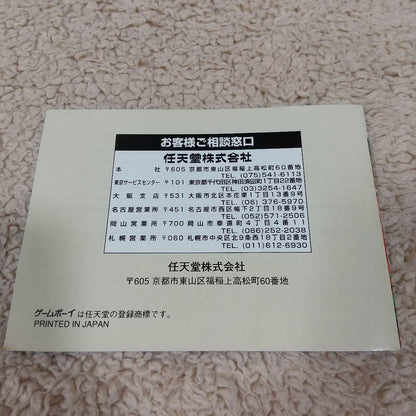 お客様ご相談窓口
任天堂株式会社
本 社 〒605 京都市東山区福稲上高松町60番地
TEL. (075)541-6113
東京サービスセンター 〒101 東京都千代田区神田須田町1丁目22番地
TEL. (03)3254-1647
大阪支店 〒531 大阪市北区本庄東1丁目13番9号
TEL. (06) 376-5970
名古屋営業所 〒451 名古屋市西区幅下2丁目18番9号
TEL. (052)571-2506
岡山営業所 〒700 岡山市奉還町4丁目4番11
TEL. (086)252-2038
札幌営業所 〒060 札幌市中央区北9条西18丁目2番地
TEL. (011)612-6930
任天堂株式会社
〒605 京都市東山区福稲上高松町60番地
ゲームボーイ は任天堂の登録商標です。
PRINTED IN JAPAN